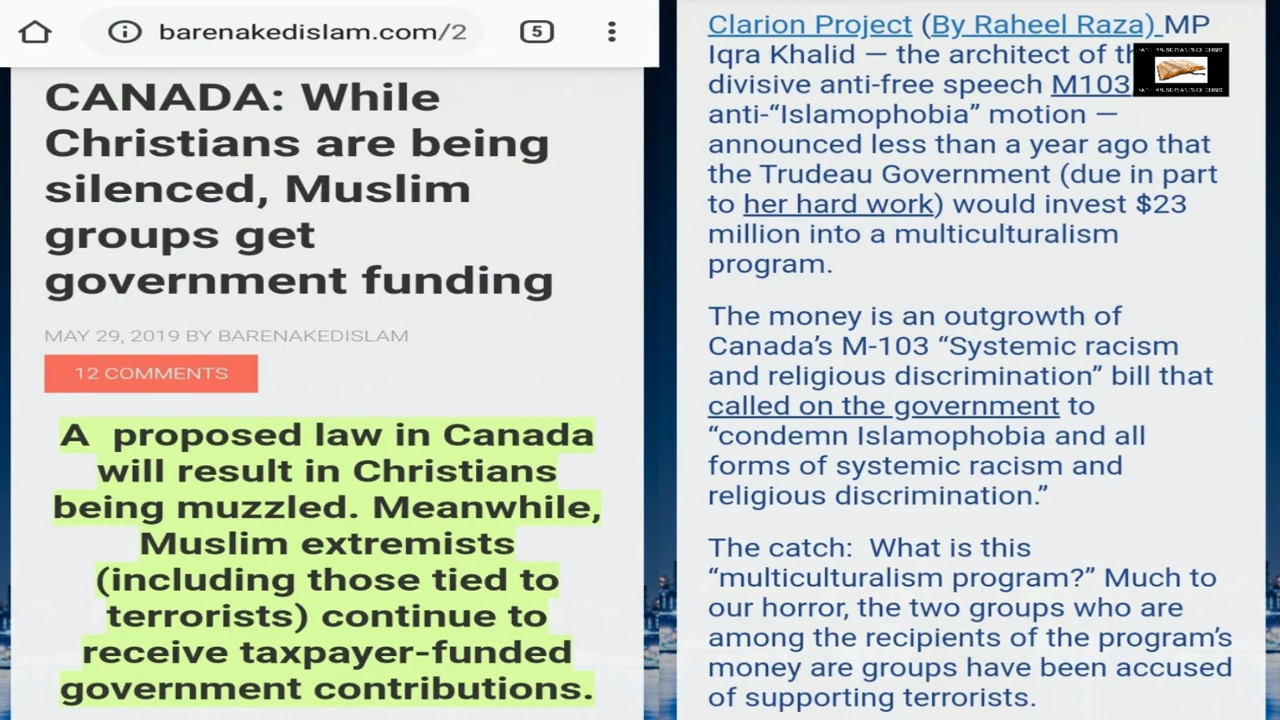 barenakedislam.com/2
5
CANADA: While
Christians are being
silenced, Muslim
groups get
government funding
MAY 29, 2019 BY BARENAKEDISLAM
12 COMMENTS
A proposed law in Canada
will result in Christians
being muzzled. Meanwhile,
Muslim extremists
(including those tied to
terrorists) continue to
receive taxpayer-funded
government contributions.
Clarion Project (By Raheel Raza) MP
Iqra Khalid — the architect of
divisive anti-free speech M103
anti-“Islamophobia” motion —
announced less than a year ago that
the Trudeau Government (due in part
to her hard work) would invest $23
million into a multiculturalism
program.
The money is an outgrowth of
Canada’s M-103 “Systemic racism
and religious discrimination” bill that
called on the government to
“condemn Islamophobia and all
forms of systemic racism and
religious discrimination.”
The catch: What is this
“multiculturalism program?” Much to
our horror, the two groups who are
among the recipients of the program’s
money are groups have been accused
of supporting terrorists.